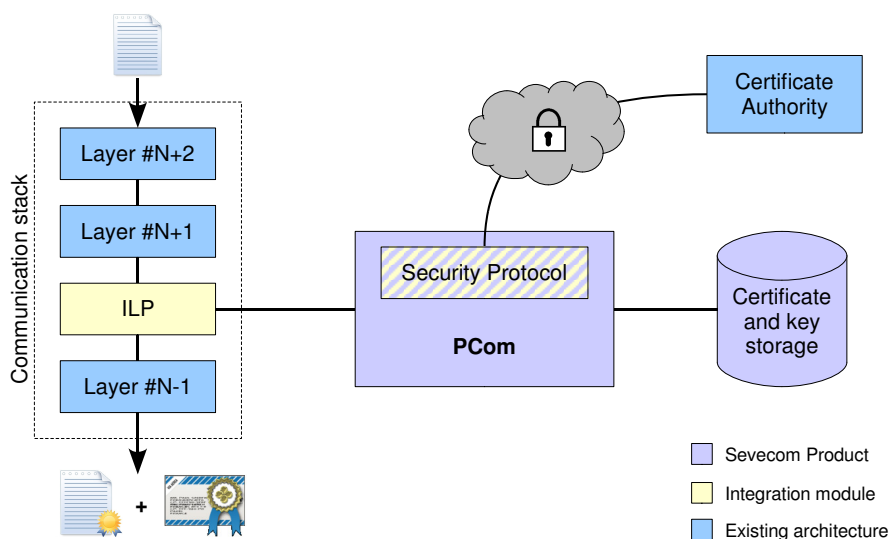 Communication stack
Layer #N+2
Layer #N+1
ILP
Layer #N-1
+
Certificate
Authority
Security Protocol
PCom
Certificate
and key
storage
Sevecom Product
Integration module
Existing architecture